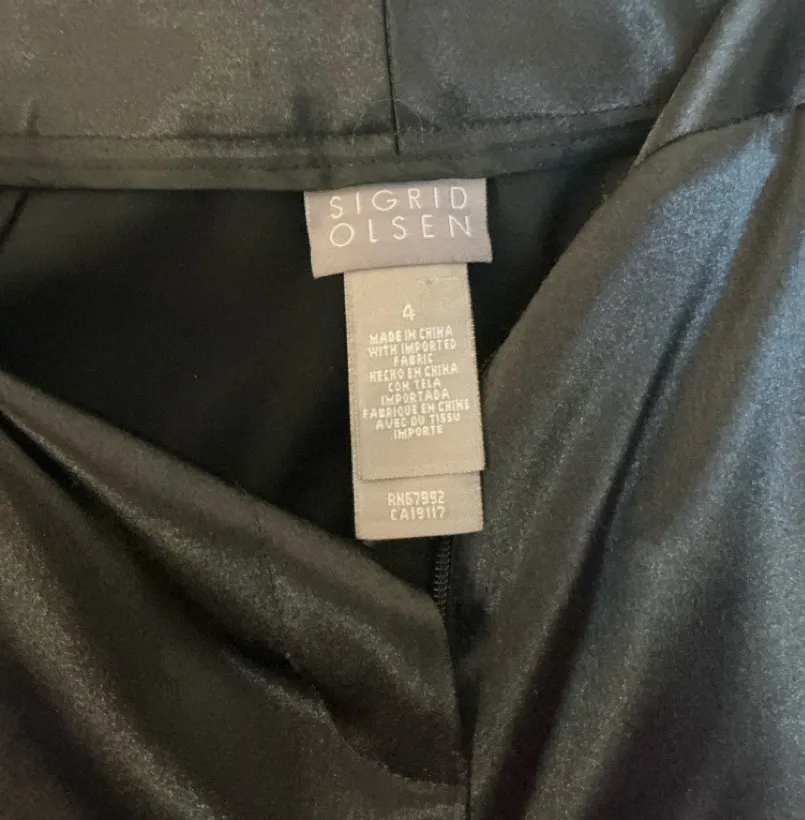 SIGRID
OLSEN
4
MADE IN CHINA
WITH IMPORTED
FABRIC
HECHO EN CHINA
CON TELA
IMPORTADA
FABRIQUE EN CHINE
AVEC DU TISSU
IMPORTE
RN67992
CA19117